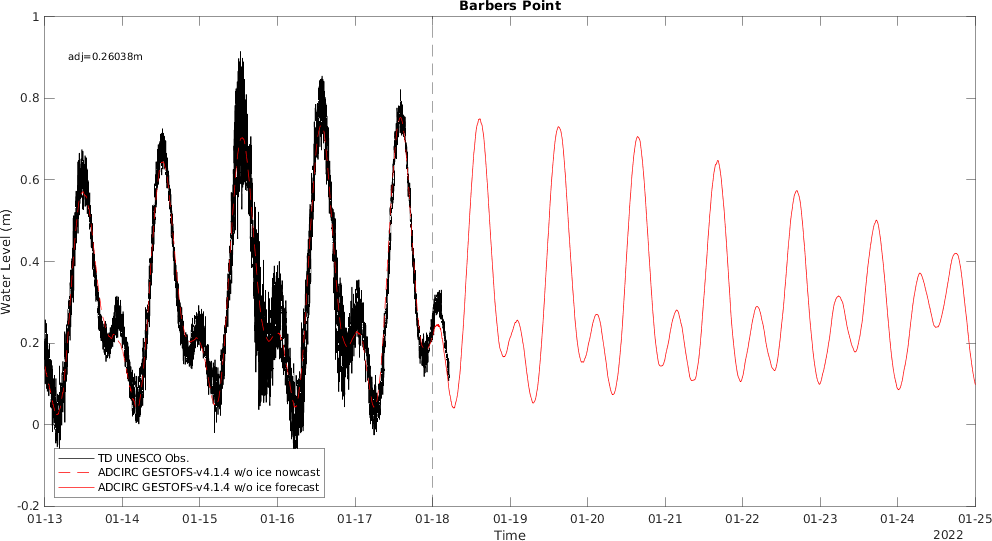 Barbers Point
1
adj=0.26038m
0.8
0.6
Water Level (m)
0.4
0.2
0
-0.2
TD UNESCO Obs.
ADCIRC GESTOFS-v4.1.4 w/o ice nowcast
ADCIRC GESTOFS-v4.1.4 w/o ice forecast
01-13 01-14 01-15 01-16 01-17 01-18 01-19 01-20 01-21 01-22 01-23 01-24 01-25
Time
2022